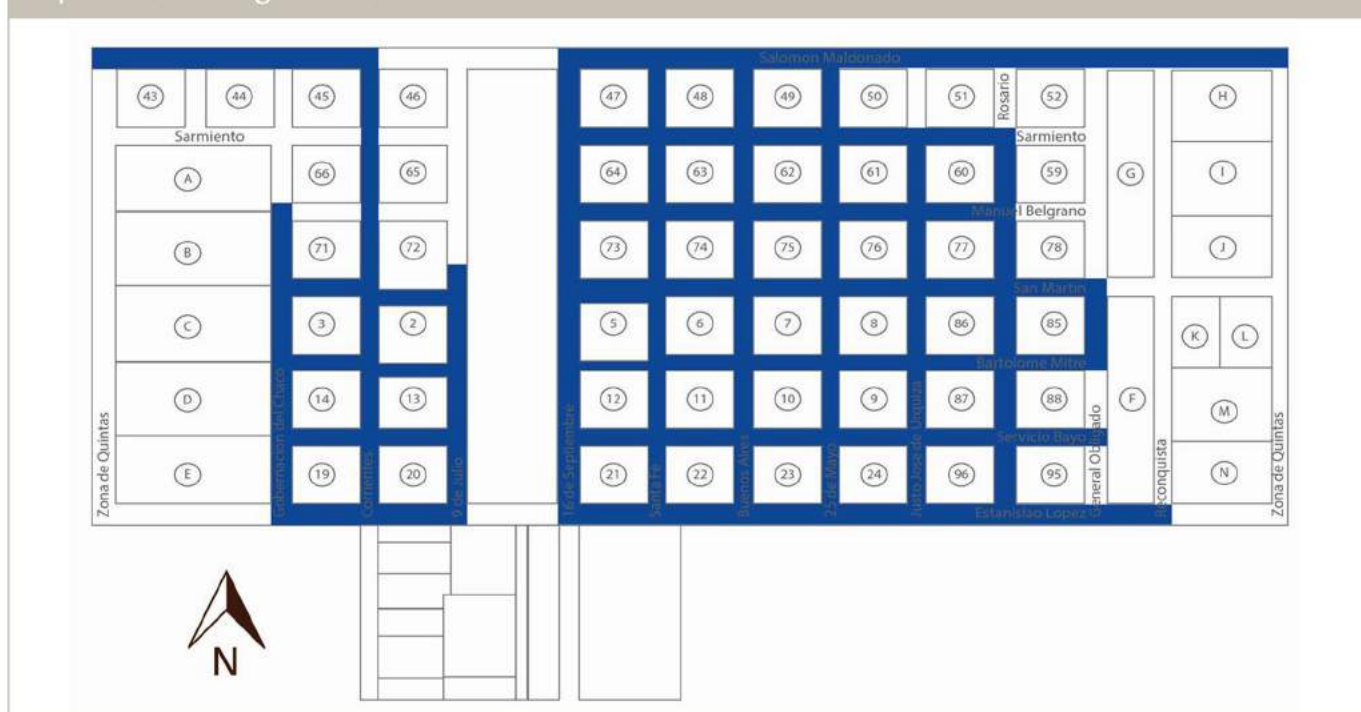 Salomon Maldonado
43 44 45 46 47 48 49 50 51 Rosario 52 H
Sarmiento Sarmiento
A 66 65 64 63 62 61 60 59 G I
Manuel Belgrano
B 71 72 73 74 75 76 77 78 J
San Martin
C 3 2 5 6 7 8 86 85 K L
Bartolome Mitre
D 14 13 12 11 10 9 87 88 F M
Servicio Bayo
E 19 20 21 22 23 24 96 95 N
Estanislao Lopez
Zona de Quintas
Gobernacion del Chaco
Corrientes
9 de Julio
16 de Septiembre
Santa Fe
Buenos Aires
25 de Mayo
Justo Jose de Urquiza
General Obligado
Reconquista
Zona de Quintas
N